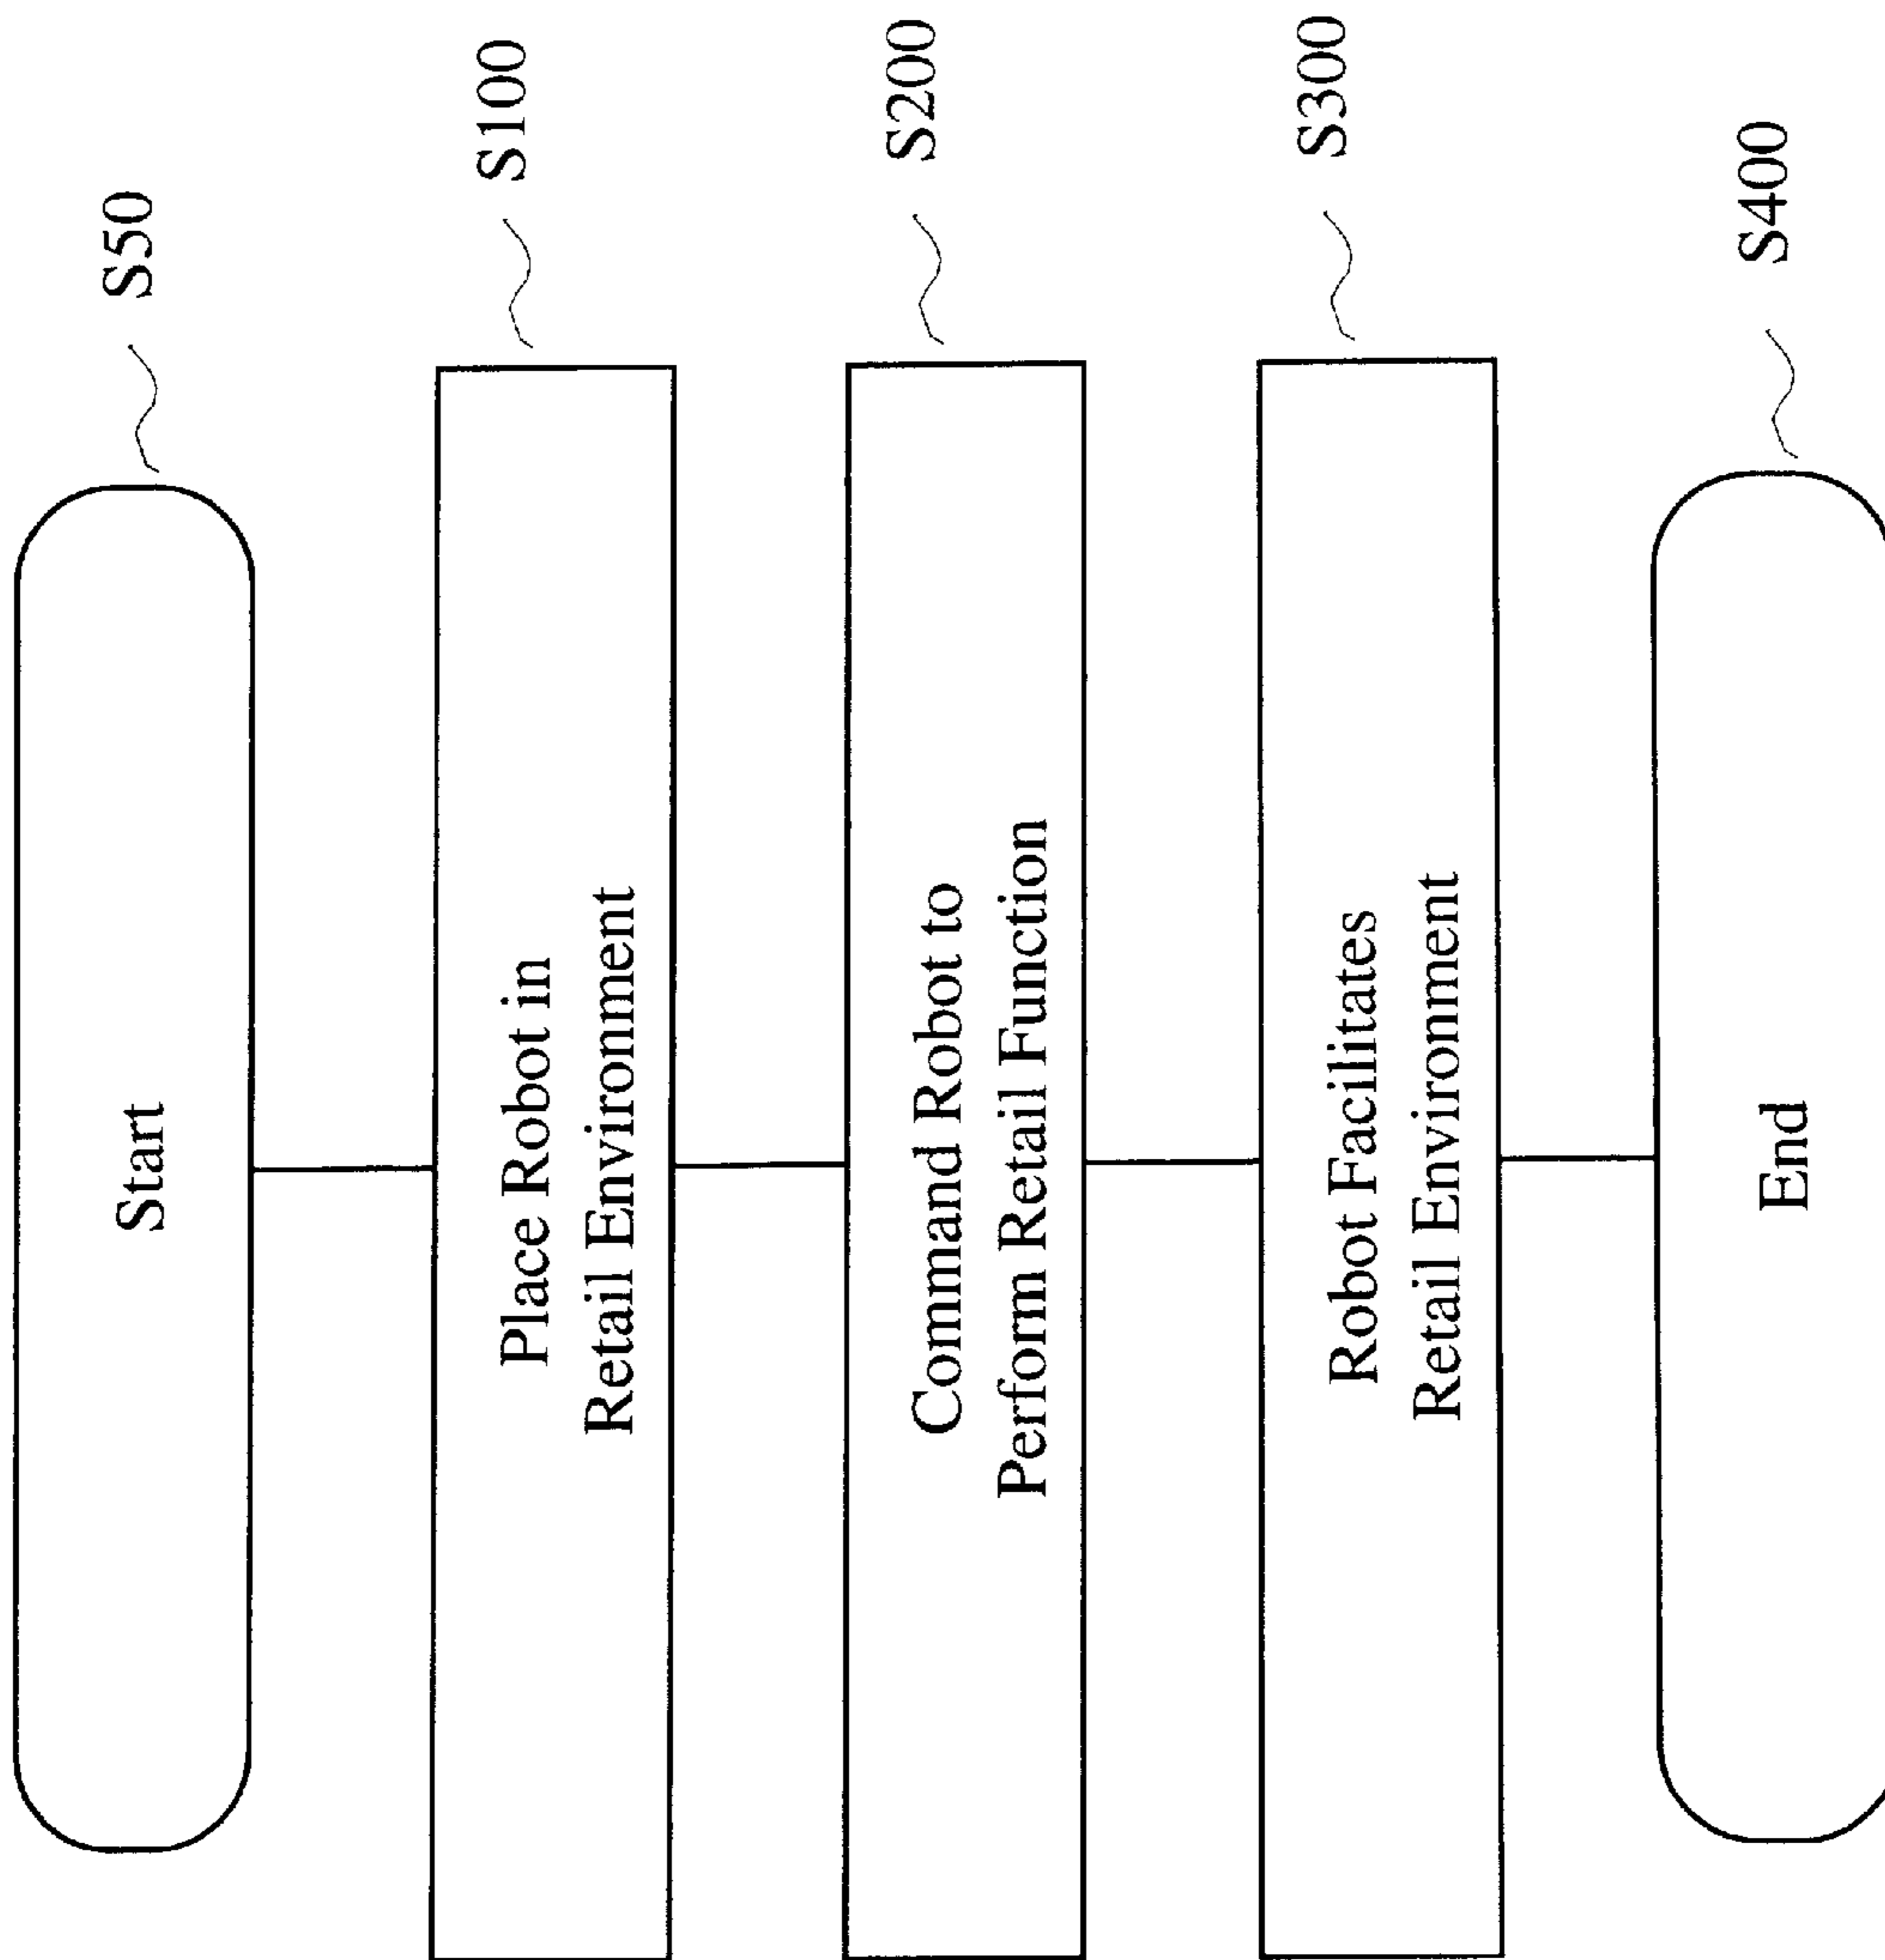 Start
S50
Place Robot in
Retail Environment
S100
Command Robot to
Perform Retail Function
S200
Robot Facilitates
Retail Environment
S300
End
S400